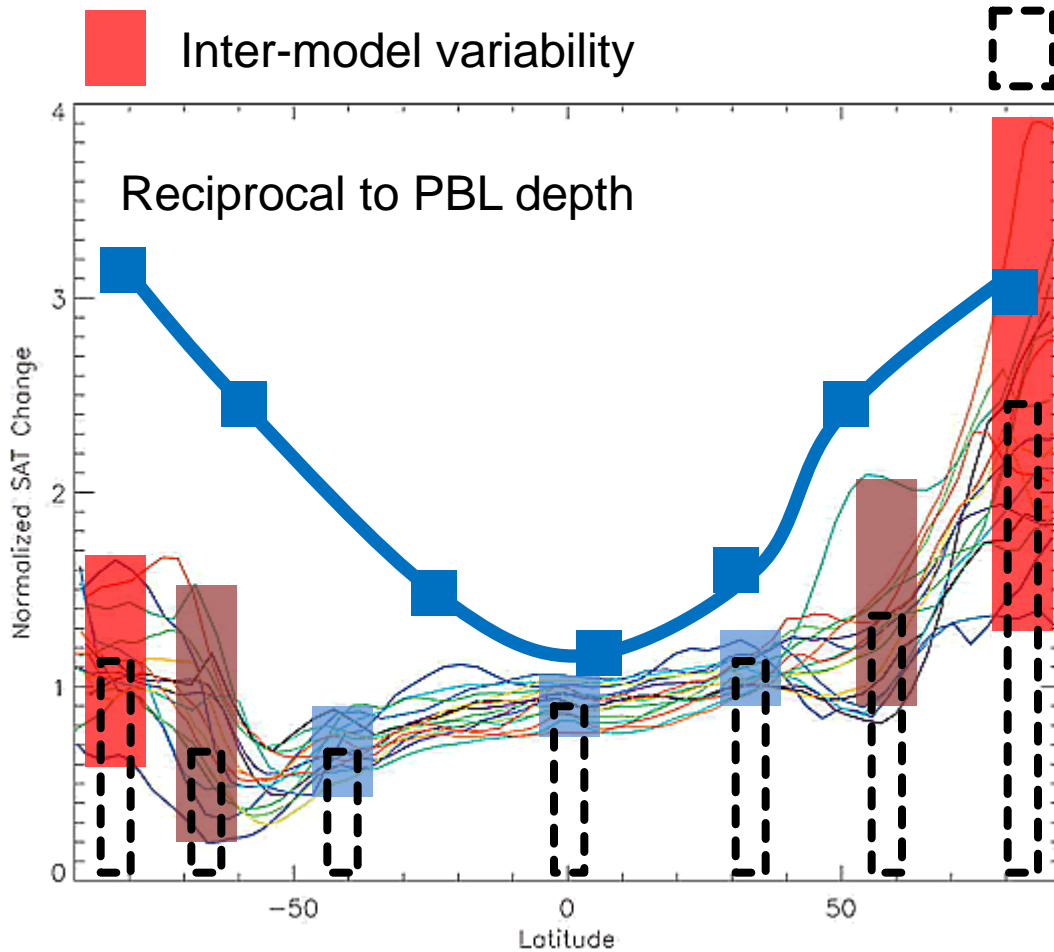 Inter-model variability
4
Reciprocal to PBL depth
3
Normalized SAT Change
2
1
0
-50
0
50
Latitude